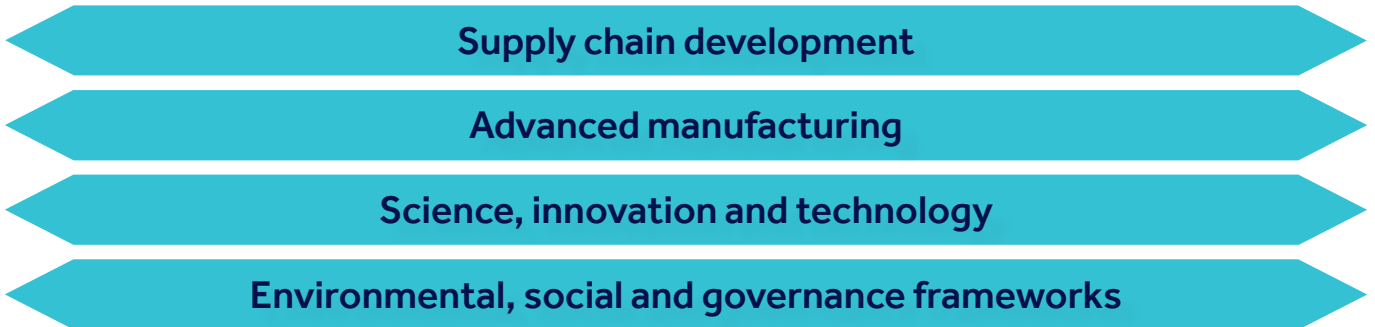 Supply chain development
Advanced manufacturing
Science, innovation and technology
Environmental, social and governance frameworks